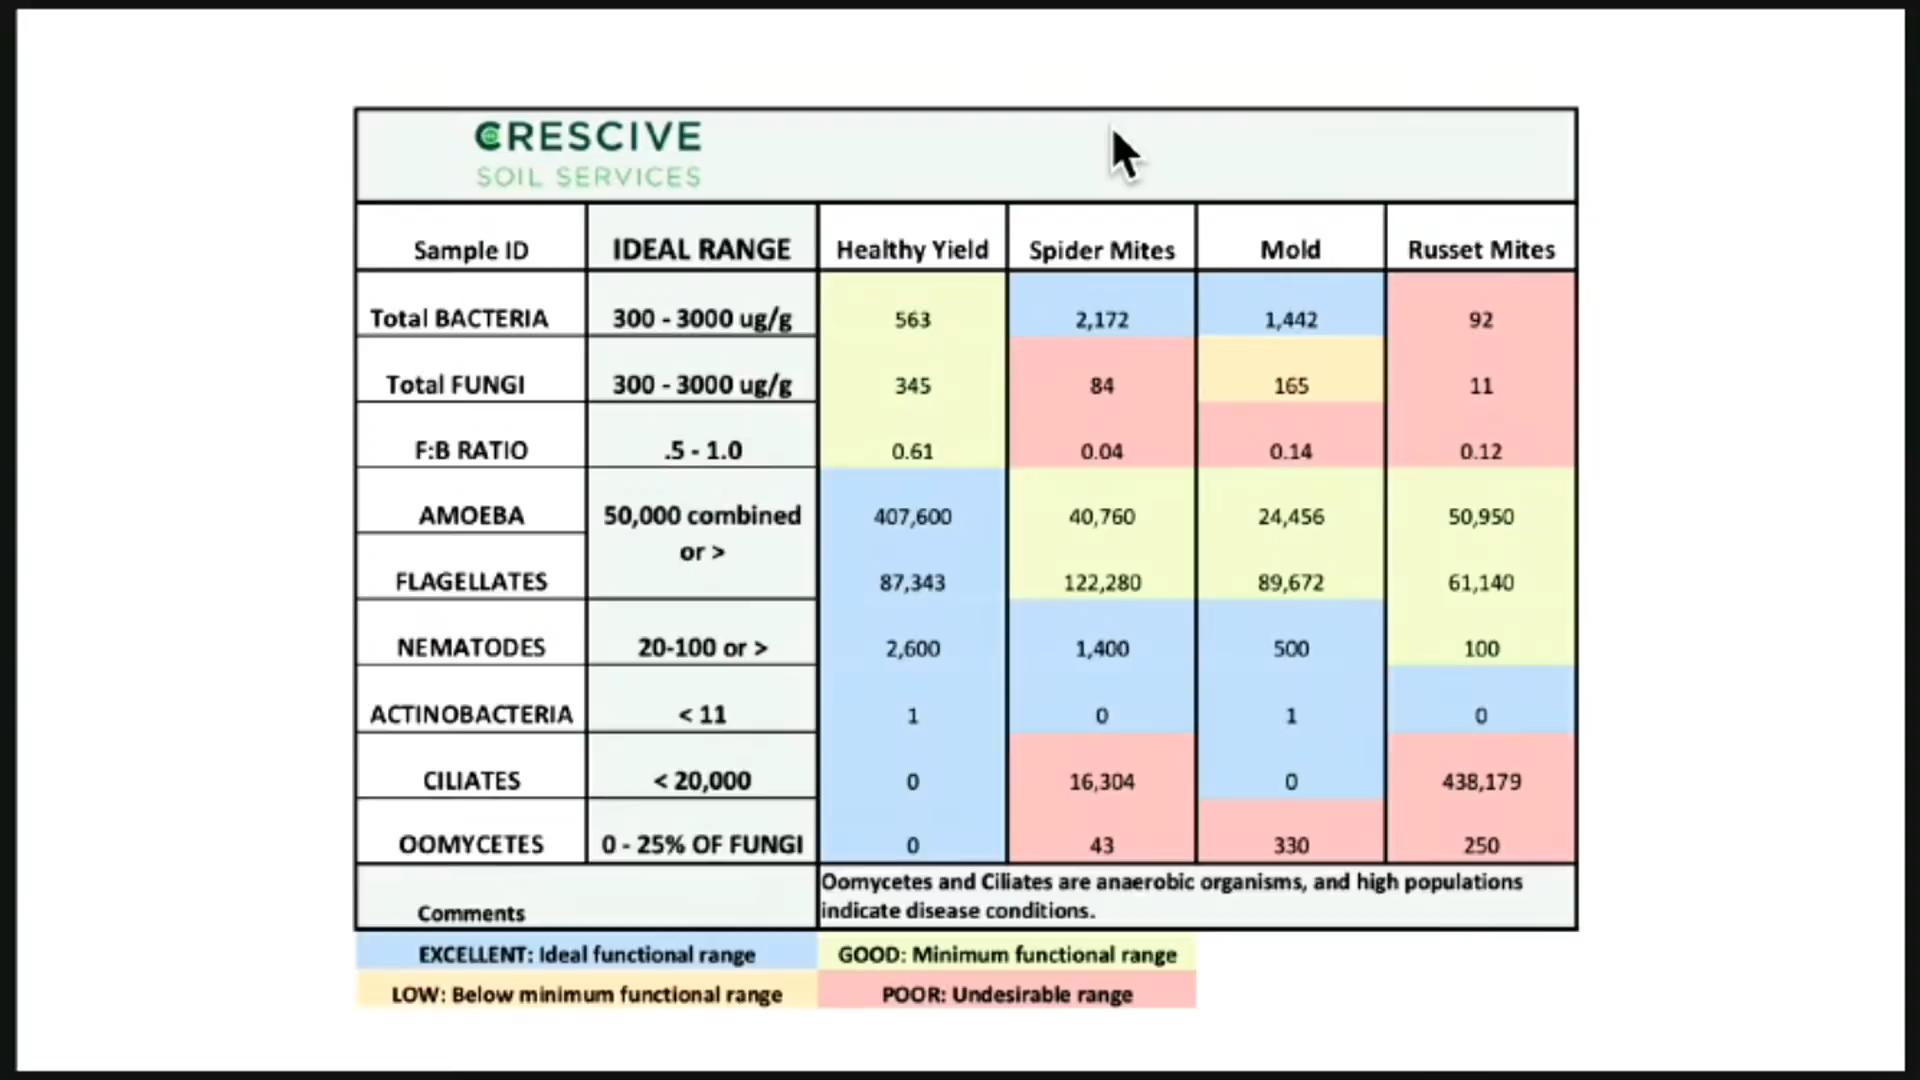 CRESCIVE
SOIL SERVICES
Sample ID IDEAL RANGE Healthy Yield Spider Mites Mold Russet Mites
Total BACTERIA 300 - 3000 ug/g 563 2,172 1,442 92
Total FUNGI 300 - 3000 ug/g 345 84 165 11
F:B RATIO .5 - 1.0 0.61 0.04 0.14 0.12
AMOEBA 50,000 combined 407,600 40,760 24,456 50,950
or >
FLAGELLATES 87,343 122,280 89,672 61,140
NEMATODES 20-100 or > 2,600 1,400 500 100
ACTINOBACTERIA < 11 1 0 1 0
CILIATES < 20,000 0 16,304 0 438,179
OOMYCETES 0 - 25% OF FUNGI 0 43 330 250
Comments
Oomycetes and Ciliates are anaerobic organisms, and high populations
indicate disease conditions.
EXCELLENT: Ideal functional range GOOD: Minimum functional range
LOW: Below minimum functional range POOR: Undesirable range